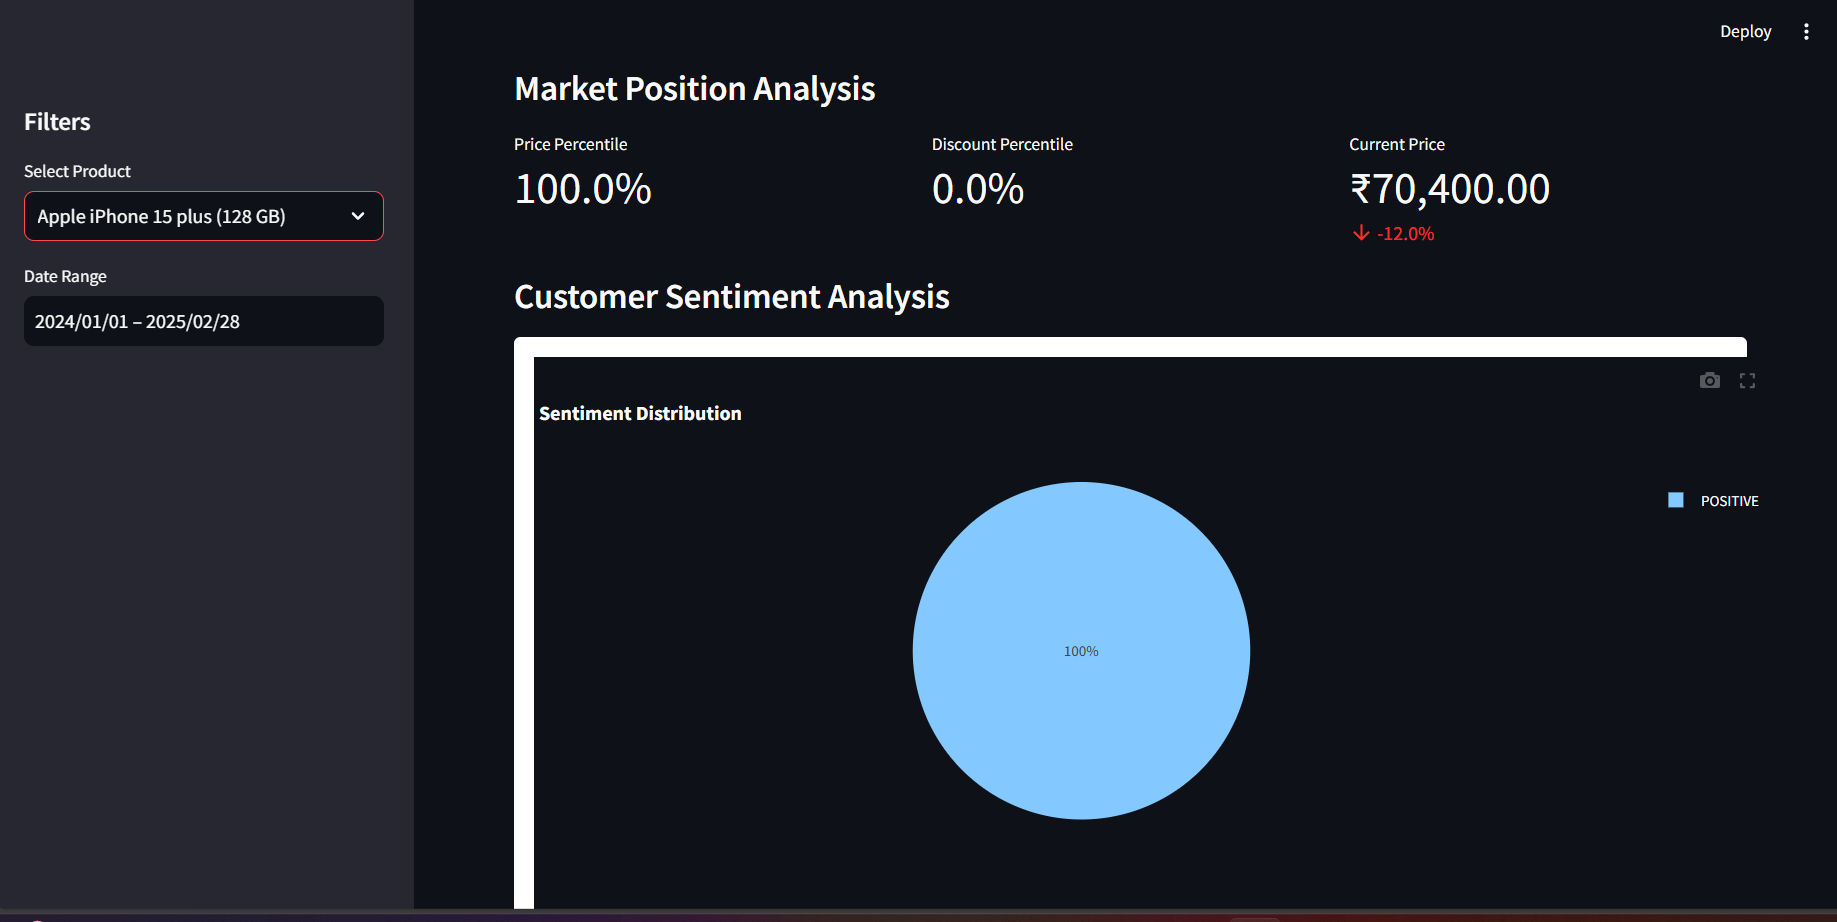 Deploy
Filters
Select Product
Apple iPhone 15 plus (128 GB)
Date Range
2024/01/01 – 2025/02/28
Market Position Analysis
Price Percentile
100.0%
Discount Percentile
0.0%
Current Price
₹70,400.00
-12.0%
Customer Sentiment Analysis
Sentiment Distribution
POSITIVE
100%